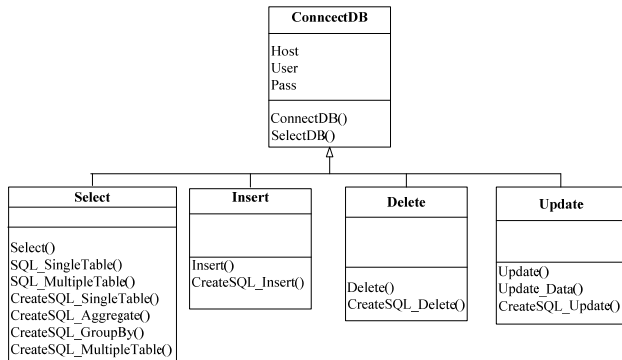 ConncectDB
Host
User
Pass
ConnectDB()
SelectDB()
Select
Select()
SQL_SingleTable()
SQL_MultipleTable()
CreateSQL_SingleTable()
CreateSQL_Aggregate()
CreateSQL_GroupBy()
CreateSQL_MultipleTable()
Insert
Insert()
CreateSQL_Insert()
Delete
Delete()
CreateSQL_Delete()
Update
Update()
Update_Data()
CreateSQL_Update()